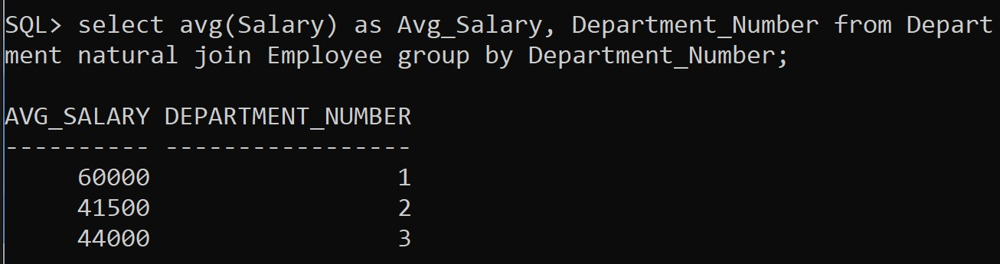 SQL> select avg(Salary) as Avg_Salary, Department_Number from Depart
ment natural join Employee group by Department_Number;
AVG_SALARY DEPARTMENT_NUMBER
---------- -----------------
     60000                 1
     41500                 2
     44000                 3